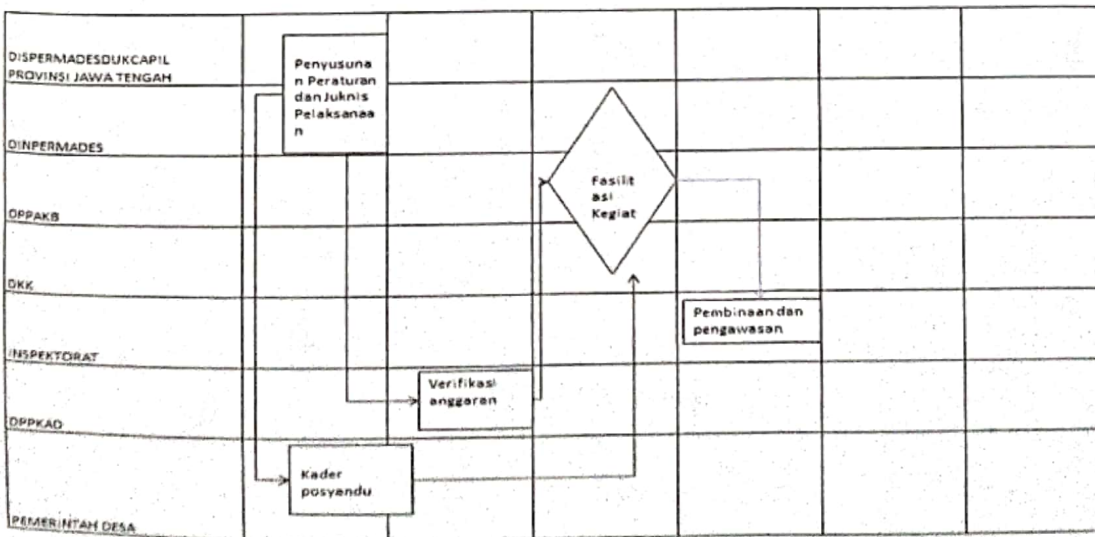 DISPERMADESDUKCAPIL
PROVINSI JAWA TENGAH
Penyusuna
n Peraturan
dan Juknis
Pelaksanaa
n
DINPERMADES
Fasilit
asi
Kegiat
DPPAKB
DKK
Pembinaan dan
pengawasan
INSPEKTORAT
Verifikasi
anggaran
DPPKAD
Kader
posyandu
PEMERINTAH DESA